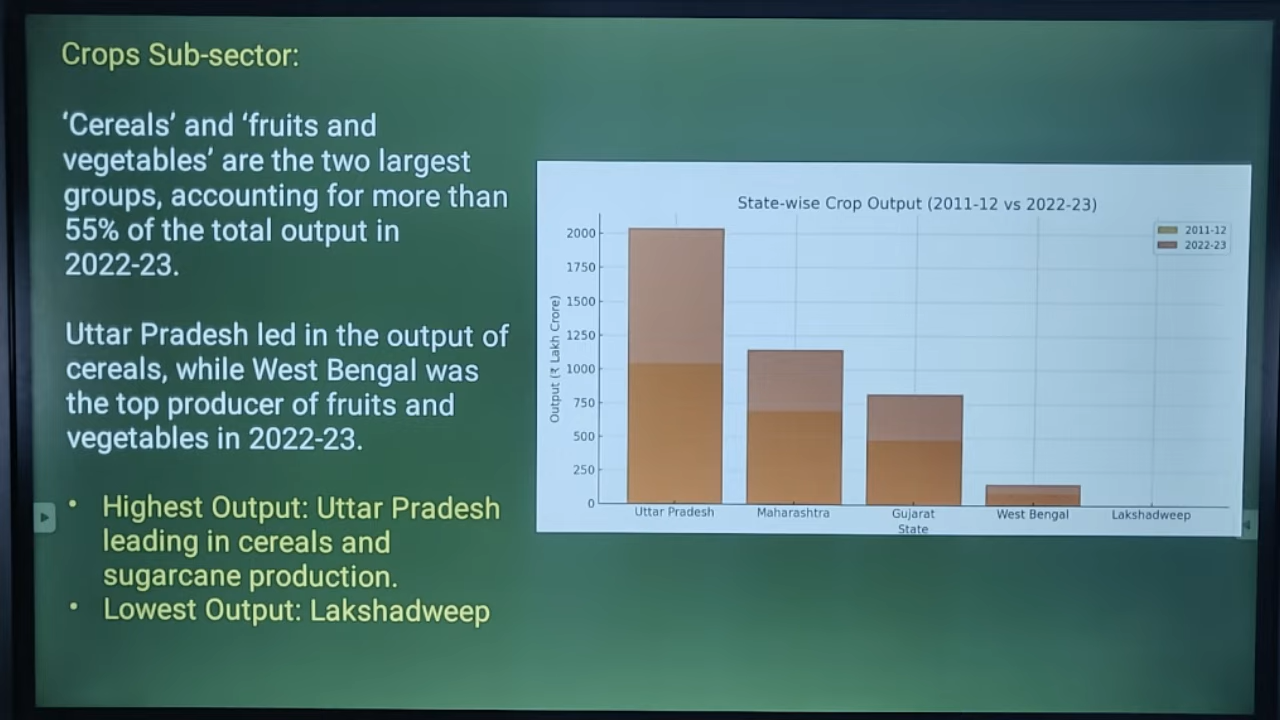 Crops Sub-sector:
‘Cereals’ and ‘fruits and
vegetables’ are the two largest
groups, accounting for more than
55% of the total output in
2022-23.
Uttar Pradesh led in the output of
cereals, while West Bengal was
the top producer of fruits and
vegetables in 2022-23.
• Highest Output: Uttar Pradesh
leading in cereals and
sugarcane production.
• Lowest Output: Lakshadweep
State-wise Crop Output (2011-12 vs 2022-23)
2011-12
2022-23
Output (₹ Lakh Crore)
2000
1750
1500
1250
1000
750
500
250
0
Uttar Pradesh Maharashtra Gujarat West Bengal Lakshadweep
State